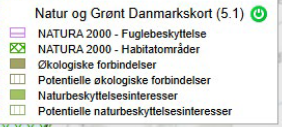 Natur og Grønt Danmarkskort (5.1)
NATURA 2000 - Fuglebeskyttelse
NATURA 2000 - Habitatområder
Økologiske forbindelser
Potentielle økologiske forbindelser
Naturbeskyttelsesinteresser
Potentielle naturbeskyttelsesinteresser